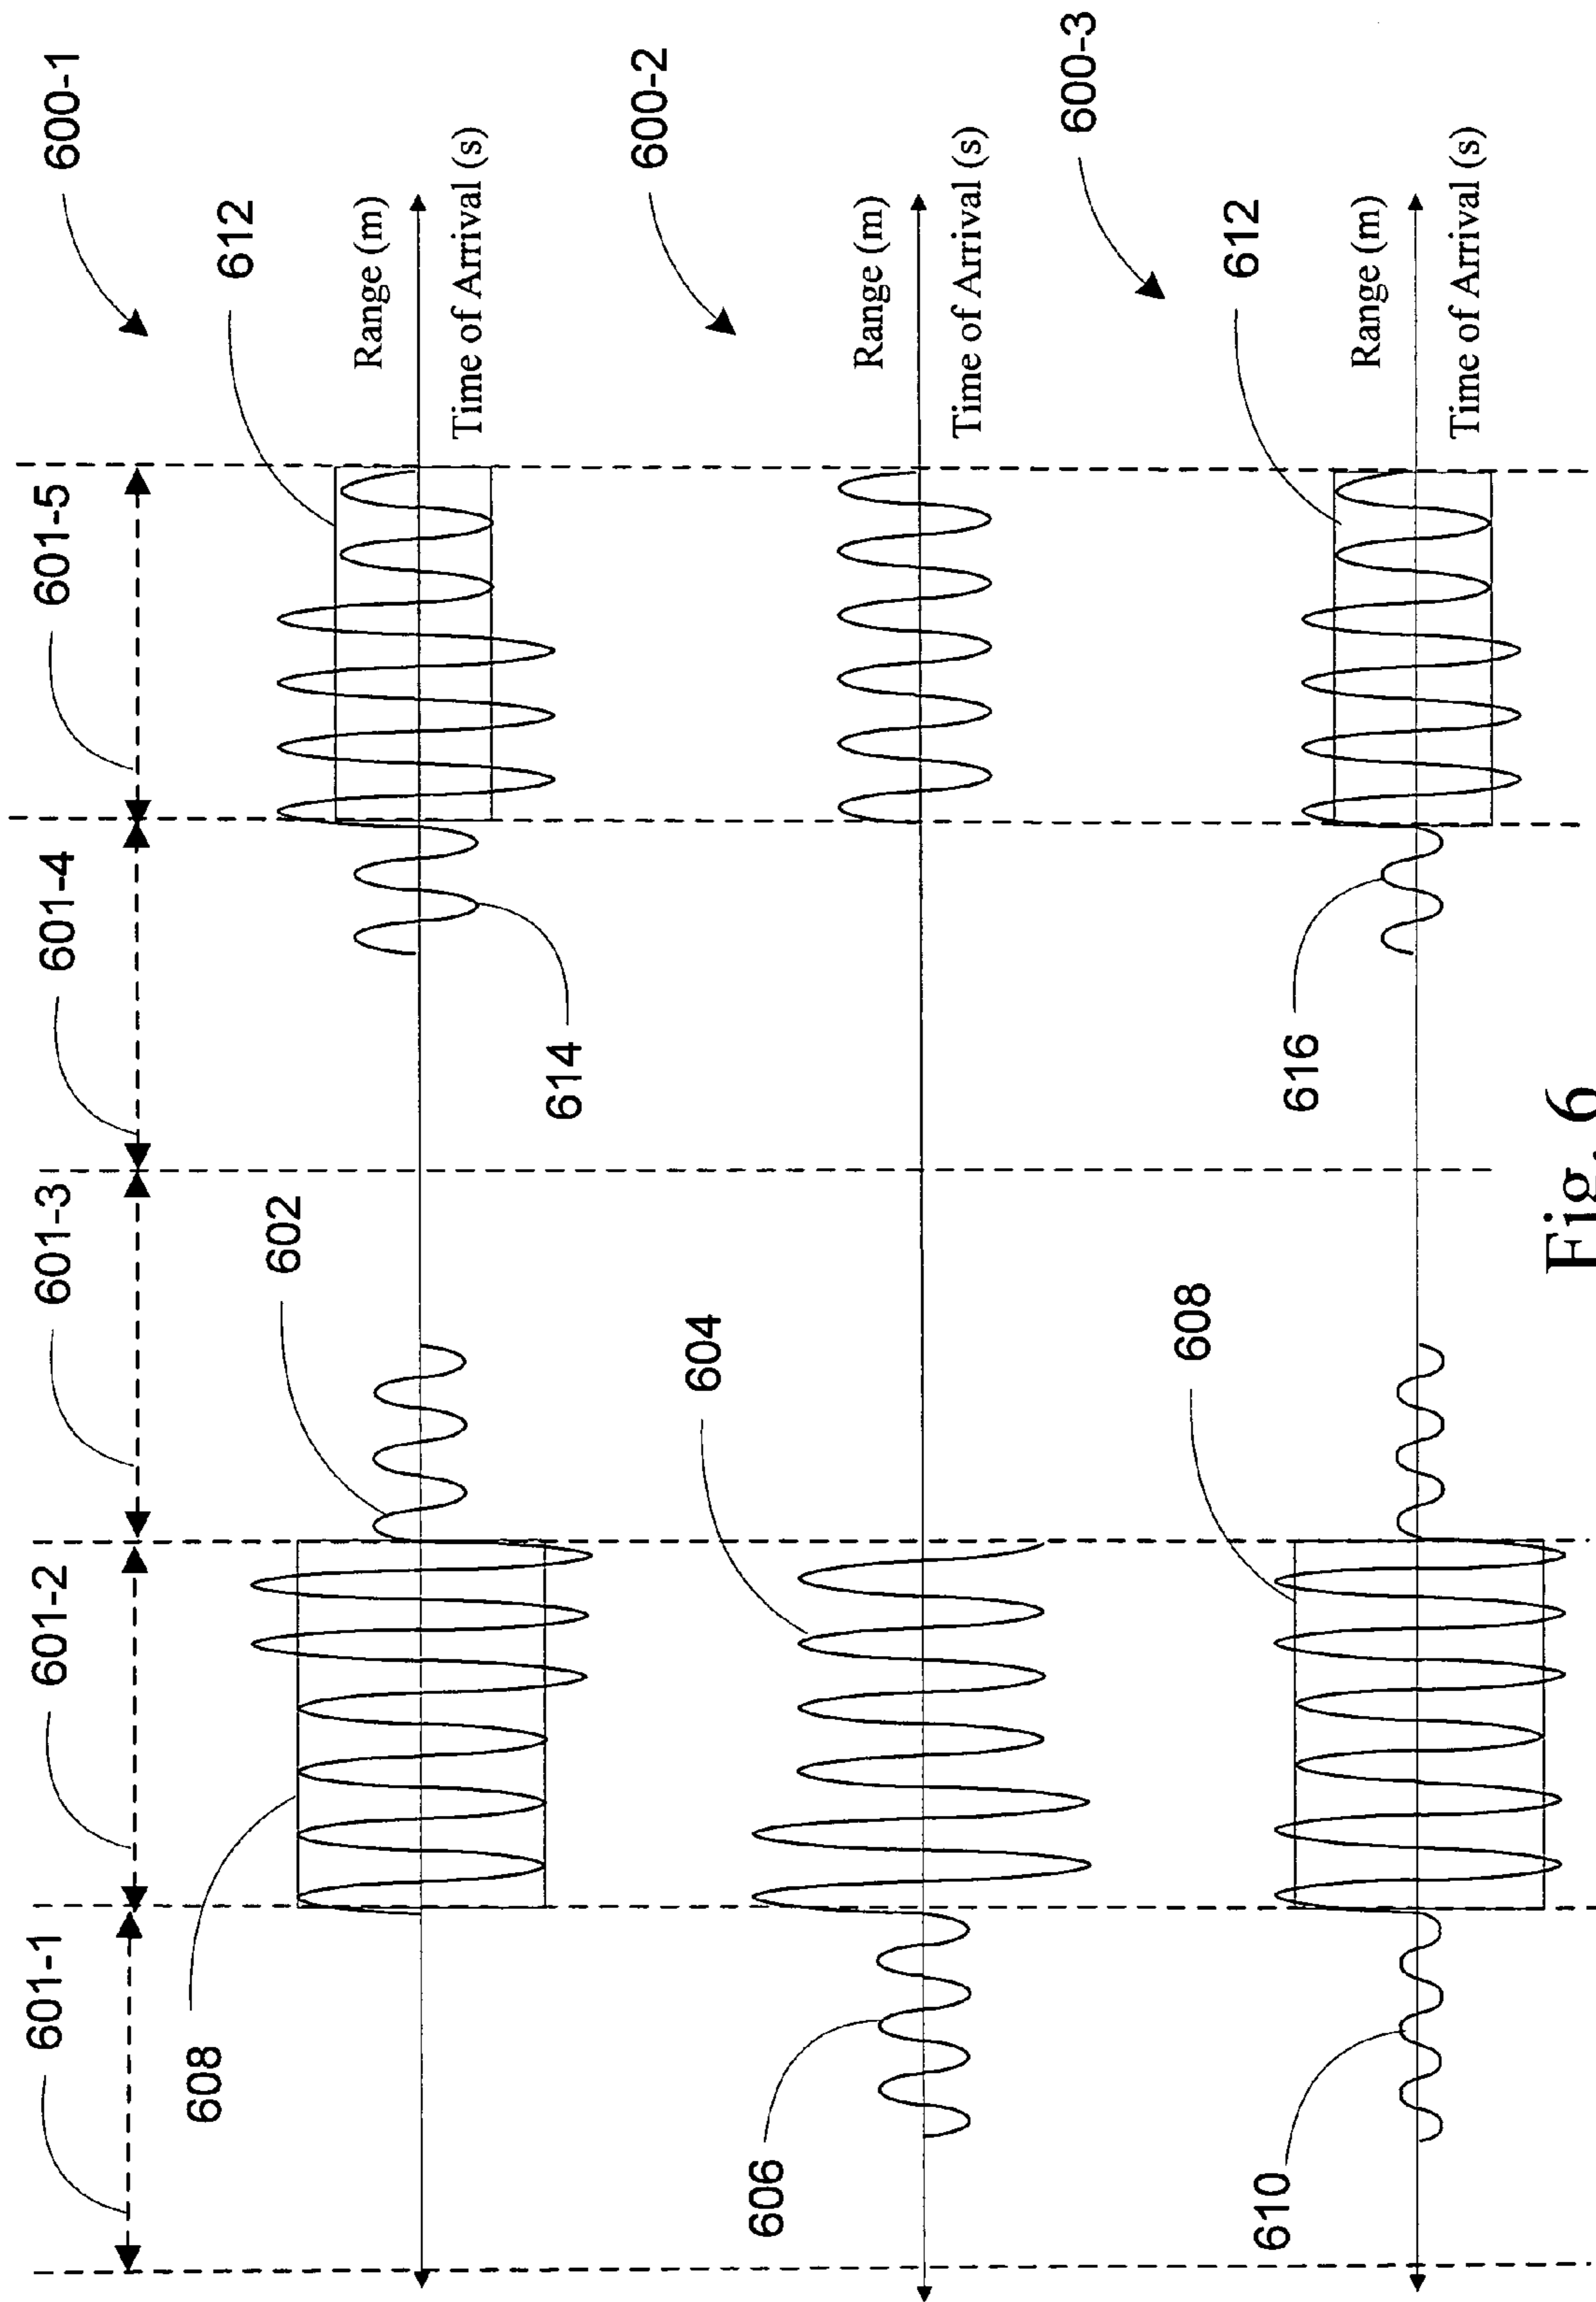 601-1
601-2
601-3
601-4
601-5
600-1
608
602
614
612
Range (m)
Time of Arrival (s)
606
604
600-2
Range (m)
Time of Arrival (s)
610
608
616
612
600-3
Range (m)
Time of Arrival (s)
Fig. 6